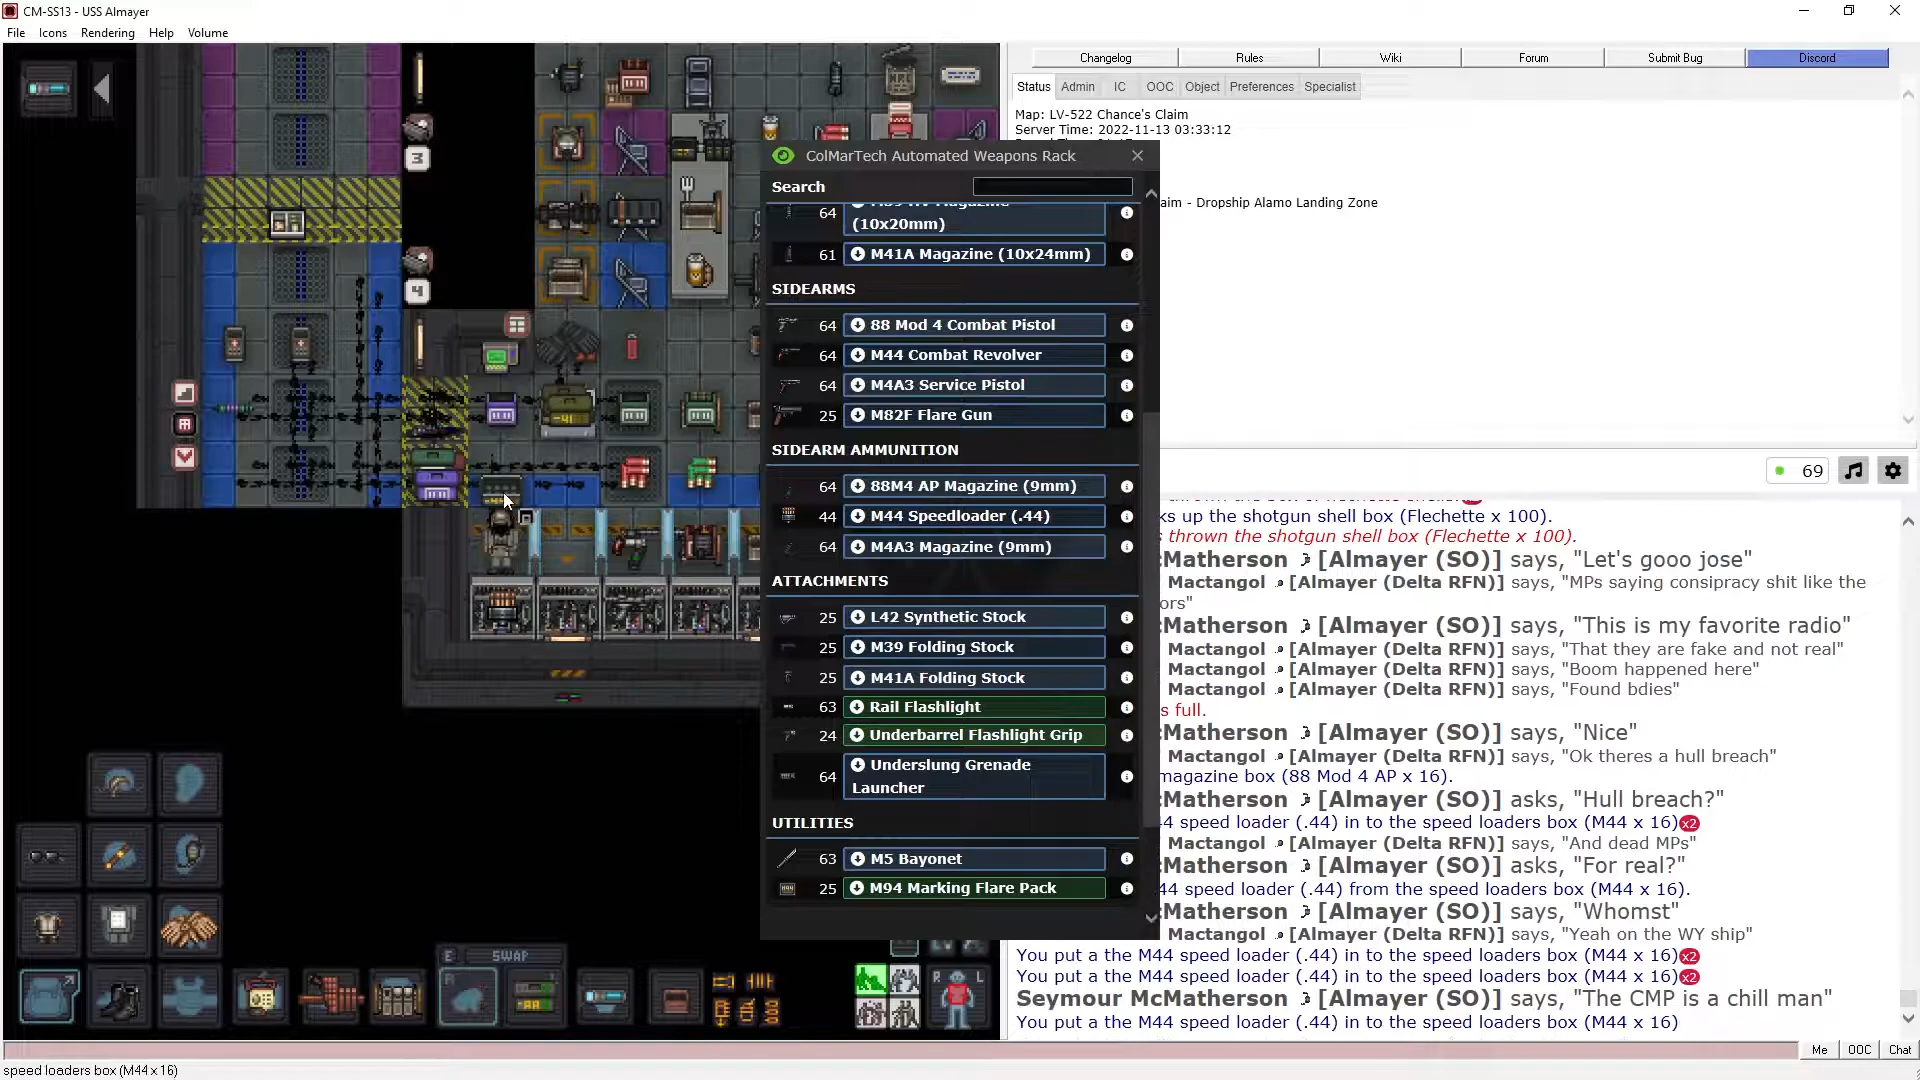 CM-SS13 - USS Almayer
File Icons Rendering Help Volume
Changelog Rules Wiki Forum Submit Bug Discord
Status Admin IC OOC Object Preferences Specialist
Map: LV-522 Chance's Claim
Server Time: 2022-11-13 03:33:12
aim - Dropship Alamo Landing Zone
3
4
ColMarTech Automated Weapons Rack
Search
64 (10x20mm)
61 M41A Magazine (10x24mm)
SIDEARMS
64 88 Mod 4 Combat Pistol
64 M44 Combat Revolver
64 M4A3 Service Pistol
25 M82F Flare Gun
SIDEARM AMMUNITION
64 88M4 AP Magazine (9mm)
44 M44 Speedloader (.44)
64 M4A3 Magazine (9mm)
ATTACHMENTS
25 L42 Synthetic Stock
25 M39 Folding Stock
25 M41A Folding Stock
63 Rail Flashlight
24 Underbarrel Flashlight Grip
64 Underslung Grenade
Launcher
UTILITIES
63 M5 Bayonet
25 M94 Marking Flare Pack
69
ks up the shotgun shell box (Flechette x 100).
thrown the shotgun shell box (Flechette x 100).
Matherson [Almayer (SO)] says, "Let's gooo jose"
Mactangol [Almayer (Delta RFN)] says, "MPs saying consipracy shit like the
ors"
Matherson [Almayer (SO)] says, "This is my favorite radio"
Mactangol [Almayer (Delta RFN)] says, "That they are fake and not real"
Mactangol [Almayer (Delta RFN)] says, "Boom happened here"
Mactangol [Almayer (Delta RFN)] says, "Found bdies"
s full.
Matherson [Almayer (SO)] says, "Nice"
Mactangol [Almayer (Delta RFN)] says, "Ok theres a hull breach"
magazine box (88 Mod 4 AP x 16).
Matherson [Almayer (SO)] asks, "Hull breach?"
4 speed loader (.44) in to the speed loaders box (M44 x 16) x2
Mactangol [Almayer (Delta RFN)] says, "And dead MPs"
Matherson [Almayer (SO)] asks, "For real?"
44 speed loader (.44) from the speed loaders box (M44 x 16).
Matherson [Almayer (SO)] says, "Whomst"
Mactangol [Almayer (Delta RFN)] says, "Yeah on the WY ship"
You put a the M44 speed loader (.44) in to the speed loaders box (M44 x 16) x2
You put a the M44 speed loader (.44) in to the speed loaders box (M44 x 16) x2
Seymour McMatherson [Almayer (SO)] says, "The CMP is a chill man"
You put a the M44 speed loader (.44) in to the speed loaders box (M44 x 16)
E SWAP
R
R L
Me OOC Chat
speed loaders box (M44 x 16)